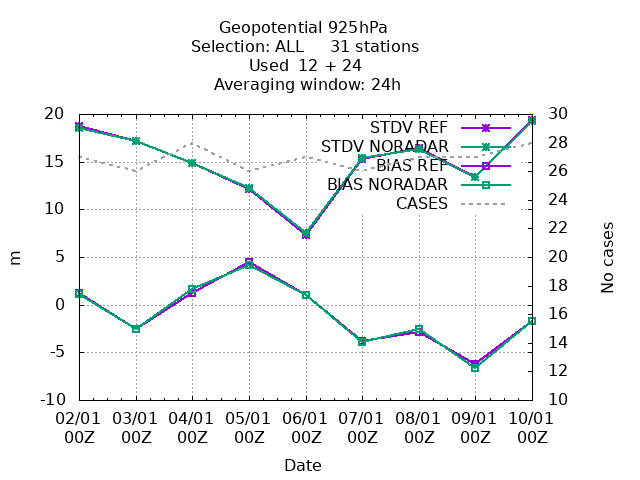 Geopotential 925hPa
Selection: ALL 31 stations
Used 12 + 24
Averaging window: 24h
20 30
STDV REF
STDV NORADAR
BIAS REF
BIAS NORADAR
CASES
15
10
5
0
-5
-10
28
26
24
22
20
18
16
14
12
10
m
No cases
02/01 03/01 04/01 05/01 06/01 07/01 08/01 09/01 10/01
00Z 00Z 00Z 00Z 00Z 00Z 00Z 00Z 00Z
Date